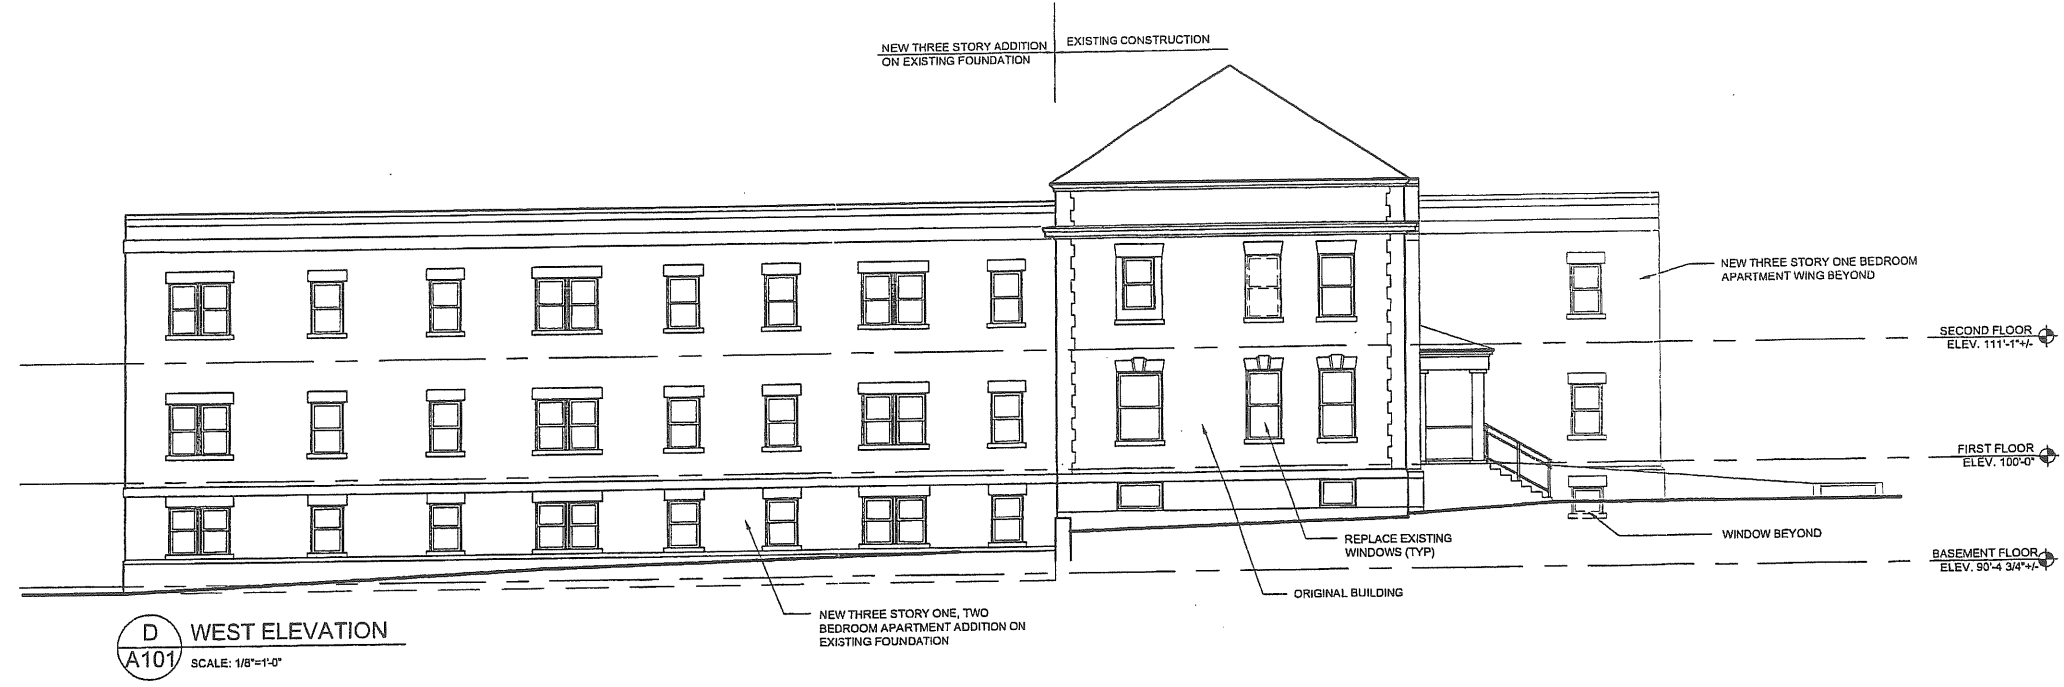 NEW THREE STORY ADDITION
ON EXISTING FOUNDATION
EXISTING CONSTRUCTION
NEW THREE STORY ONE BEDROOM
APARTMENT WING BEYOND
SECOND FLOOR
ELEV. 111'-1"+/-
FIRST FLOOR
ELEV. 100'-0"
WINDOW BEYOND
REPLACE EXISTING
WINDOWS (TYP)
BASEMENT FLOOR
ELEV. 90'-4 3/4"+/-
ORIGINAL BUILDING
NEW THREE STORY ONE, TWO
BEDROOM APARTMENT ADDITION ON
EXISTING FOUNDATION
D
A101
WEST ELEVATION
SCALE: 1/8"=1'-0"